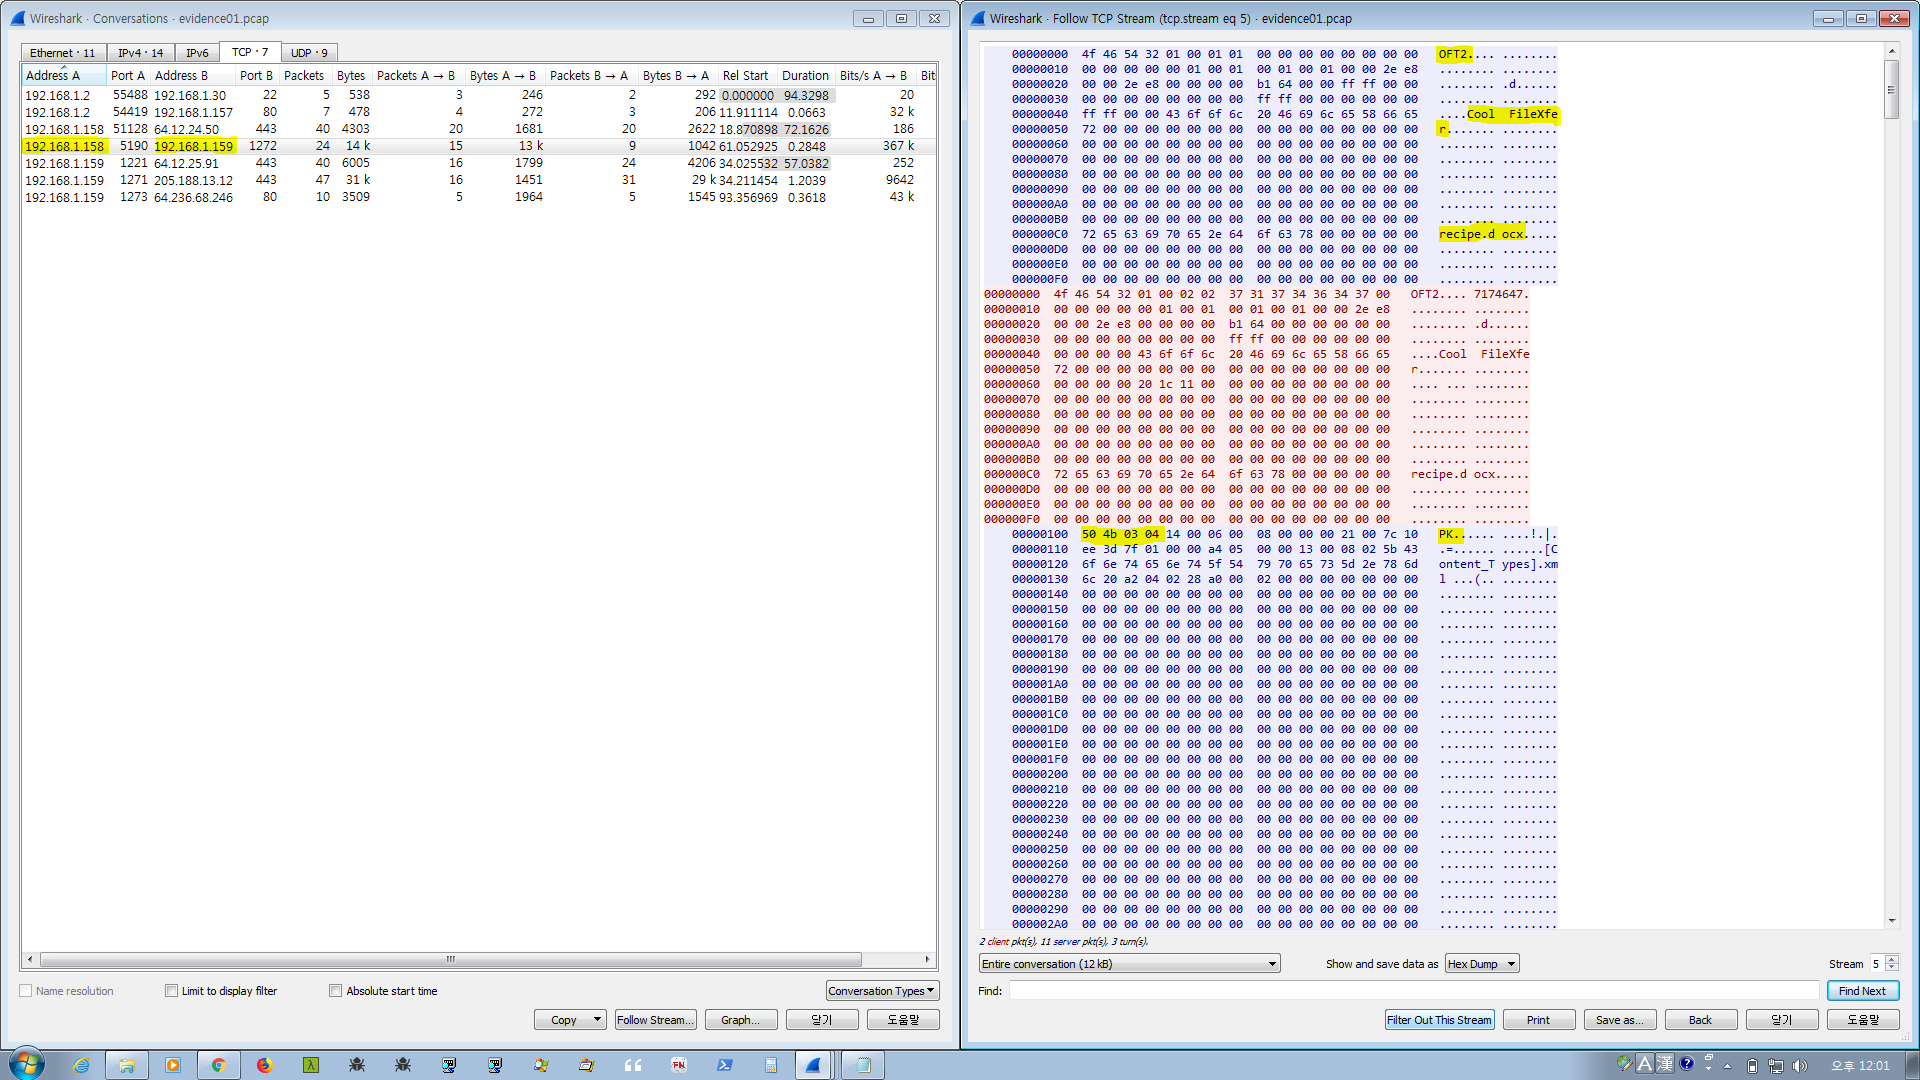 Wireshark · Conversations · evidence01.pcap
Ethernet · 11 IPv4 · 14 IPv6 TCP · 7 UDP · 9
Address A Port A Address B Port B Packets Bytes Packets A → B Bytes A → B Packets B → A Bytes B → A Rel Start Duration Bits/s A → B Bit
192.168.1.2 55488 192.168.1.30 22 5 538 3 246 2 292 0.000000 94.3298 20
192.168.1.2 54419 192.168.1.157 80 7 478 4 272 3 206 11.911114 0.0663 32 k
192.168.1.158 51128 64.12.24.50 443 40 4303 20 1681 20 2622 18.870898 72.1626 186
192.168.1.158 5190 192.168.1.159 1272 24 14 k 15 13 k 9 1042 61.052925 0.2848 367 k
192.168.1.159 1221 64.12.25.91 443 40 6005 16 1799 24 4206 34.025532 57.0382 252
192.168.1.159 1271 205.188.13.12 443 47 31 k 16 1451 31 29 k 34.211454 1.2039 9642
192.168.1.159 1273 64.236.68.246 80 10 3509 5 1964 5 1545 93.356969 0.3618 43 k
Name resolution Limit to display filter Absolute start time Conversation Types
Copy Follow Stream... Graph... 닫기 도움말
Wireshark · Follow TCP Stream (tcp.stream eq 5) · evidence01.pcap
00000000 4f 46 54 32 01 00 01 01 00 00 00 00 00 00 00 00 OFT2.... ........
00000010 00 00 00 00 00 01 00 01 00 01 00 01 00 00 2e e8 ........ ........
00000020 00 00 2e e8 00 00 00 00 b1 64 00 00 ff ff 00 00 ........ .d......
00000030 00 00 00 00 00 00 00 00 ff ff 00 00 00 00 00 00 ........ ........
00000040 ff ff 00 00 43 6f 6f 6c 20 46 69 6c 65 58 66 65 ....Cool FileXfe
00000050 72 00 00 00 00 00 00 00 00 00 00 00 00 00 00 00 r....... ........
00000060 00 00 00 00 00 00 00 00 00 00 00 00 00 00 00 00 ........ ........
00000070 00 00 00 00 00 00 00 00 00 00 00 00 00 00 00 00 ........ ........
00000080 00 00 00 00 00 00 00 00 00 00 00 00 00 00 00 00 ........ ........
00000090 00 00 00 00 00 00 00 00 00 00 00 00 00 00 00 00 ........ ........
000000A0 00 00 00 00 00 00 00 00 00 00 00 00 00 00 00 00 ........ ........
000000B0 00 00 00 00 00 00 00 00 00 00 00 00 00 00 00 00 ........ ........
000000C0 72 65 63 69 70 65 2e 64 6f 63 78 00 00 00 00 00 recipe.d ocx.....
000000D0 00 00 00 00 00 00 00 00 00 00 00 00 00 00 00 00 ........ ........
000000E0 00 00 00 00 00 00 00 00 00 00 00 00 00 00 00 00 ........ ........
000000F0 00 00 00 00 00 00 00 00 00 00 00 00 00 00 00 00 ........ ........
00000000 4f 46 54 32 01 00 02 02 37 31 37 34 36 34 37 00 OFT2.... 7174647.
00000010 00 00 00 00 00 01 00 01 00 01 00 01 00 00 2e e8 ........ ........
00000020 00 00 2e e8 00 00 00 00 b1 64 00 00 00 00 00 00 ........ .d......
00000030 00 00 00 00 00 00 00 00 ff ff 00 00 00 00 00 00 ........ ........
00000040 00 00 00 00 43 6f 6f 6c 20 46 69 6c 65 58 66 65 ....Cool FileXfe
00000050 72 00 00 00 00 00 00 00 00 00 00 00 00 00 00 00 r....... ........
00000060 00 00 00 00 20 1c 11 00 00 00 00 00 00 00 00 00 .... ... ........
00000070 00 00 00 00 00 00 00 00 00 00 00 00 00 00 00 00 ........ ........
00000080 00 00 00 00 00 00 00 00 00 00 00 00 00 00 00 00 ........ ........
00000090 00 00 00 00 00 00 00 00 00 00 00 00 00 00 00 00 ........ ........
000000A0 00 00 00 00 00 00 00 00 00 00 00 00 00 00 00 00 ........ ........
000000B0 00 00 00 00 00 00 00 00 00 00 00 00 00 00 00 00 ........ ........
000000C0 72 65 63 69 70 65 2e 64 6f 63 78 00 00 00 00 00 recipe.d ocx.....
000000D0 00 00 00 00 00 00 00 00 00 00 00 00 00 00 00 00 ........ ........
000000E0 00 00 00 00 00 00 00 00 00 00 00 00 00 00 00 00 ........ ........
000000F0 00 00 00 00 00 00 00 00 00 00 00 00 00 00 00 00 ........ ........
00000100 50 4b 03 04 14 00 06 00 08 00 00 00 21 00 7c 10 PK...... ....!.|.
00000110 ee 3d 7f 01 00 00 a4 05 00 00 13 00 08 02 5b 43 .=...... ......[C
00000120 6f 6e 74 65 6e 74 5f 54 79 70 65 73 5d 2e 78 6d ontent_T ypes].xm
00000130 6c 20 a2 04 02 28 a0 00 02 00 00 00 00 00 00 00 l ...(.. ........
00000140 00 00 00 00 00 00 00 00 00 00 00 00 00 00 00 00 ........ ........
00000150 00 00 00 00 00 00 00 00 00 00 00 00 00 00 00 00 ........ ........
00000160 00 00 00 00 00 00 00 00 00 00 00 00 00 00 00 00 ........ ........
00000170 00 00 00 00 00 00 00 00 00 00 00 00 00 00 00 00 ........ ........
00000180 00 00 00 00 00 00 00 00 00 00 00 00 00 00 00 00 ........ ........
00000190 00 00 00 00 00 00 00 00 00 00 00 00 00 00 00 00 ........ ........
000001A0 00 00 00 00 00 00 00 00 00 00 00 00 00 00 00 00 ........ ........
000001B0 00 00 00 00 00 00 00 00 00 00 00 00 00 00 00 00 ........ ........
000001C0 00 00 00 00 00 00 00 00 00 00 00 00 00 00 00 00 ........ ........
000001D0 00 00 00 00 00 00 00 00 00 00 00 00 00 00 00 00 ........ ........
000001E0 00 00 00 00 00 00 00 00 00 00 00 00 00 00 00 00 ........ ........
000001F0 00 00 00 00 00 00 00 00 00 00 00 00 00 00 00 00 ........ ........
00000200 00 00 00 00 00 00 00 00 00 00 00 00 00 00 00 00 ........ ........
00000210 00 00 00 00 00 00 00 00 00 00 00 00 00 00 00 00 ........ ........
00000220 00 00 00 00 00 00 00 00 00 00 00 00 00 00 00 00 ........ ........
00000230 00 00 00 00 00 00 00 00 00 00 00 00 00 00 00 00 ........ ........
00000240 00 00 00 00 00 00 00 00 00 00 00 00 00 00 00 00 ........ ........
00000250 00 00 00 00 00 00 00 00 00 00 00 00 00 00 00 00 ........ ........
00000260 00 00 00 00 00 00 00 00 00 00 00 00 00 00 00 00 ........ ........
00000270 00 00 00 00 00 00 00 00 00 00 00 00 00 00 00 00 ........ ........
00000280 00 00 00 00 00 00 00 00 00 00 00 00 00 00 00 00 ........ ........
00000290 00 00 00 00 00 00 00 00 00 00 00 00 00 00 00 00 ........ ........
000002A0 00 00 00 00 00 00 00 00 00 00 00 00 00 00 00 00 ........ ........
2 client pkt(s), 11 server pkt(s), 3 turn(s).
Entire conversation (12 kB) Show and save data as Hex Dump Stream 5
Find: Find Next
Filter Out This Stream Print Save as... Back 닫기 도움말
A 漢 오후 12:01